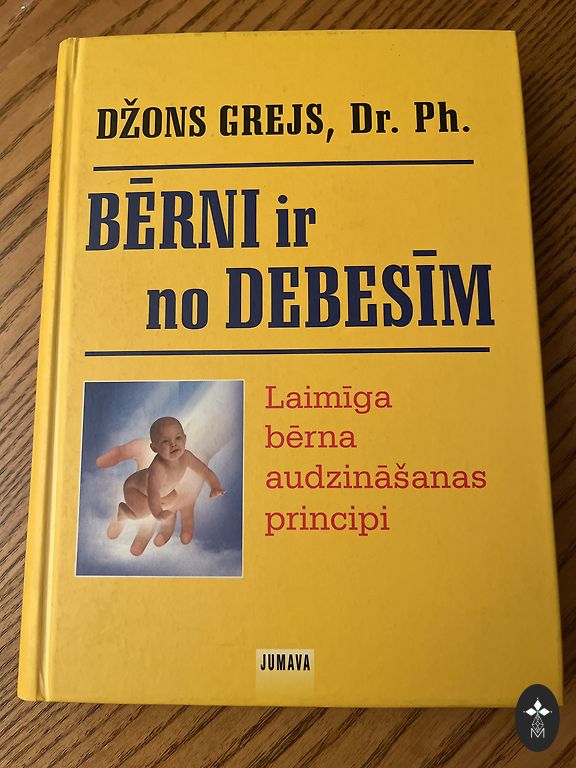 DŽONS GREJS, Dr. Ph.
BĒRNI ir
no DEBESĪM
Laimīga
bērna
audzināšanas
principi
JUMAVA
M